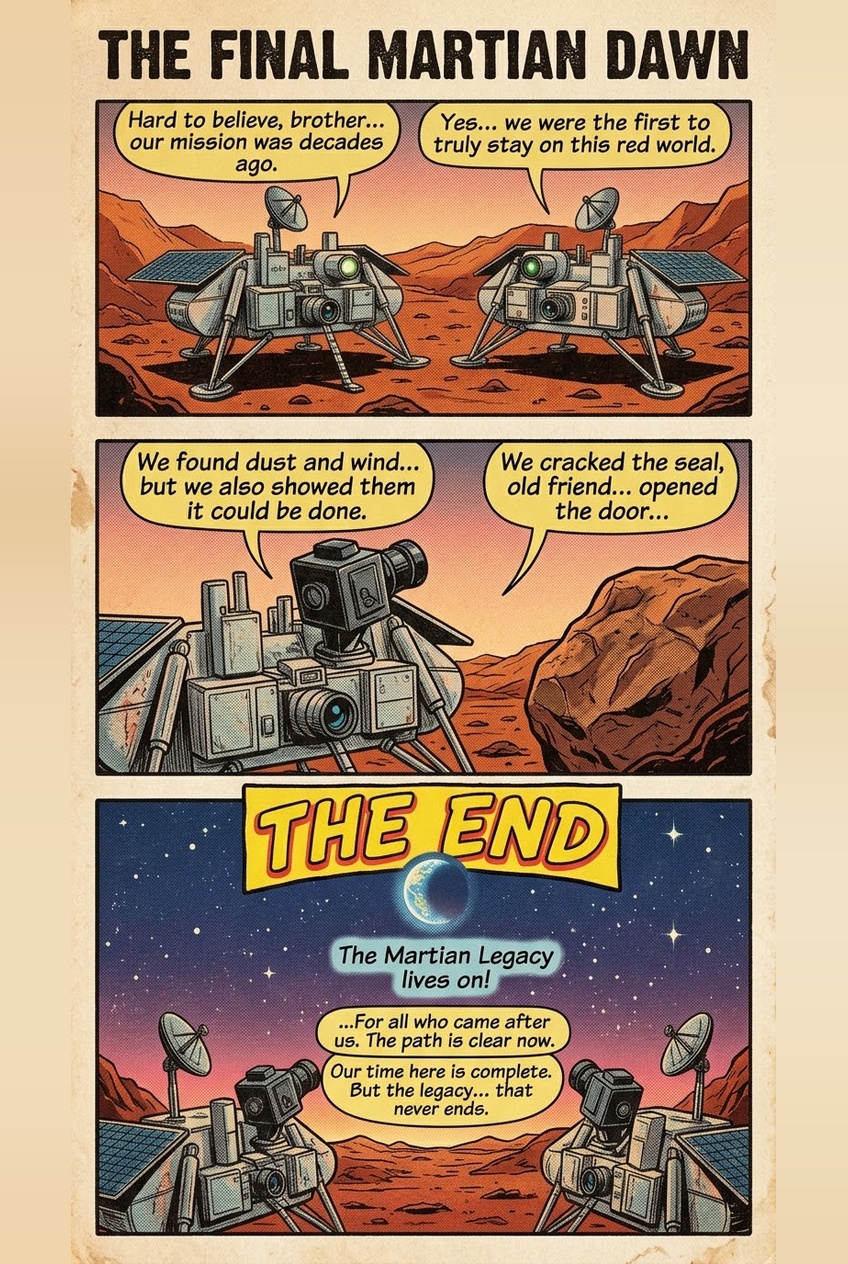 THE FINAL MARTIAN DAWN
Hard to believe, brother...
our mission was decades
ago.
Yes... we were the first to
truly stay on this red world.
We found dust and wind...
but we also showed them
it could be done.
We cracked the seal,
old friend... opened
the door...
THE END
The Martian Legacy
lives on!
...For all who came after
us. The path is clear now.
Our time here is complete.
But the legacy... that
never ends.